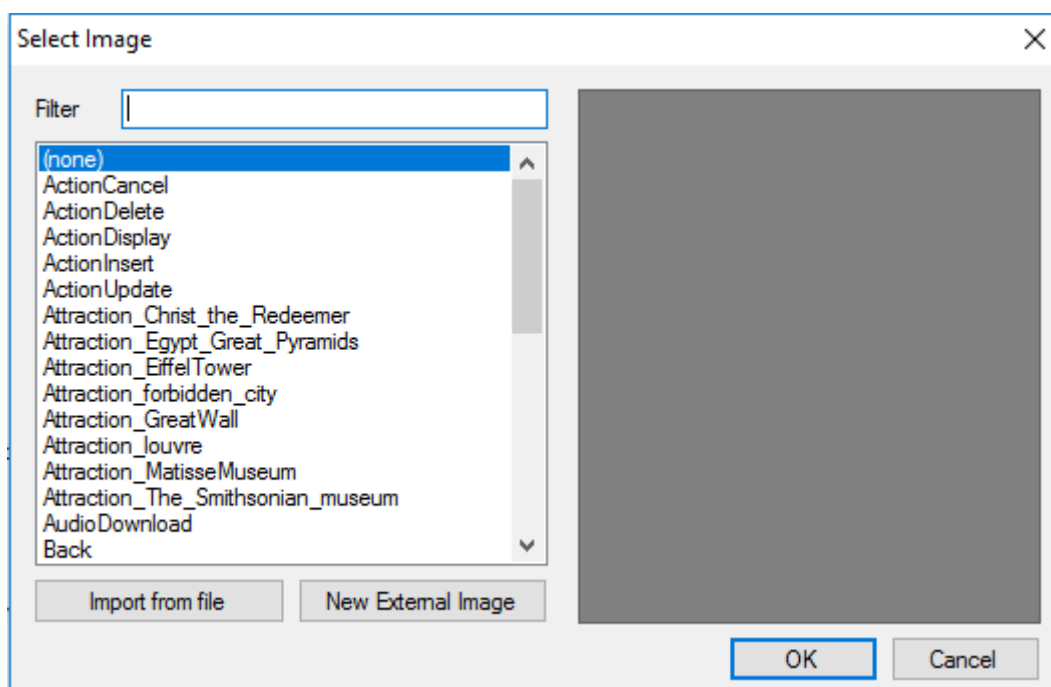 Select Image
Filter
(none)
ActionCancel
ActionDelete
ActionDisplay
ActionInsert
ActionUpdate
Attraction_Christ_the_Redeemer
Attraction_Egypt_Great_Pyramids
Attraction_EiffelTower
Attraction_forbidden_city
Attraction_GreatWall
Attraction_louvre
Attraction_MatisseMuseum
Attraction_The_Smithsonian_museum
AudioDownload
Back
Import from file New External Image
OK Cancel